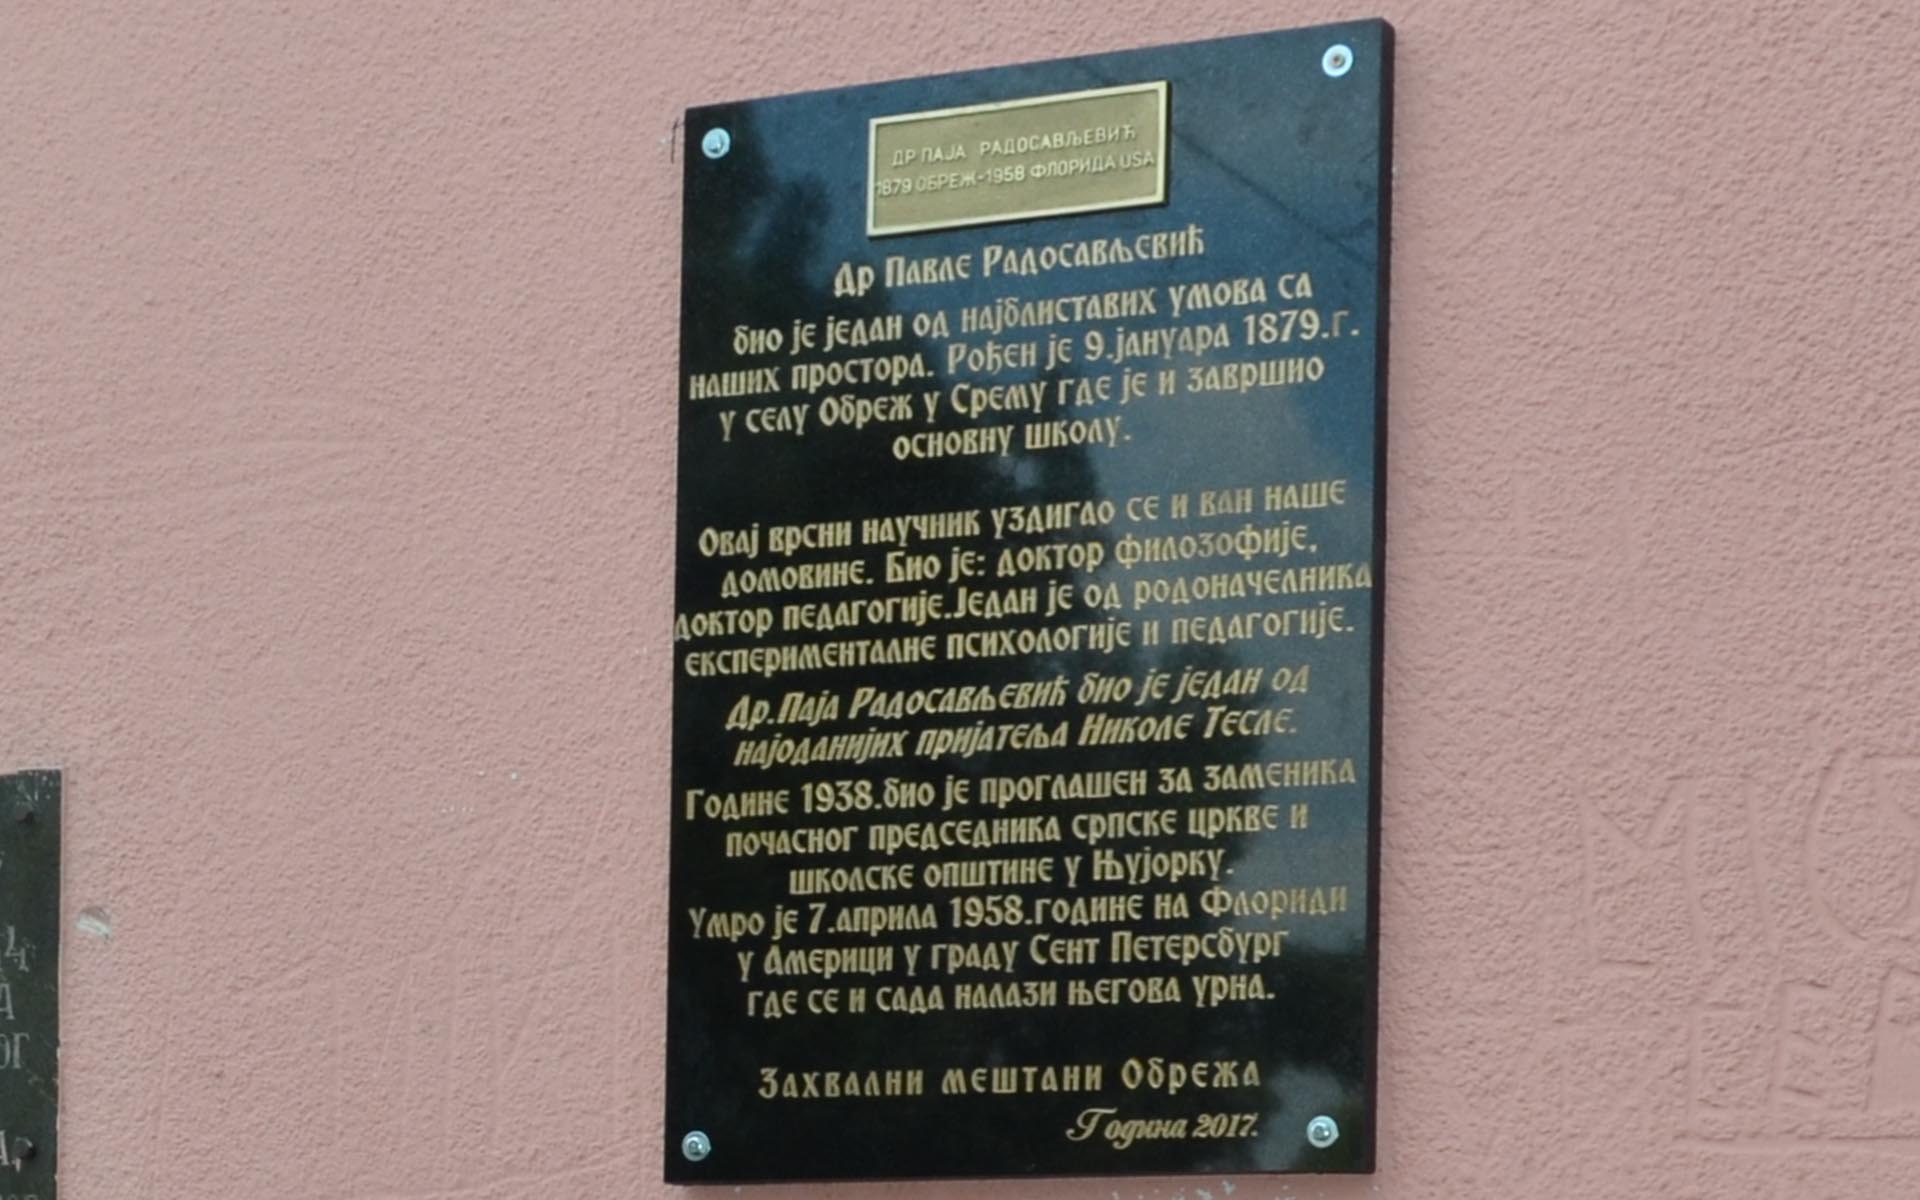 ДР ПАЈА РАДОСАВЉЕВИЋ
1879 ОБРЕЖ-1958 ФЛОРИДА USA
Др Павле Радосављевић
био је један од најблиставих умова са
наших простора. Рођен је 9.јануара 1879.г.
у селу Обреж у Срему где је и завршио
основну школу.
Овај врсни научник уздигао се и ван наше
домовине. Био је: доктор филозофије,
доктор педагогије.Један је од родоначелника
експерименталне психологије и педагогије.
Др.Паја Радосављевић био је један од
најоданијих пријатеља Николе Тесле.
Године 1938.био је проглашен за заменика
почасног председника српске цркве и
школске општине у Њујорку.
Умро је 7.априла 1958.године на Флориди
у Америци у граду Сент Петерсбург
где се и сада налази његова урна.
Захвални мештани Обрежа
Година 2017.